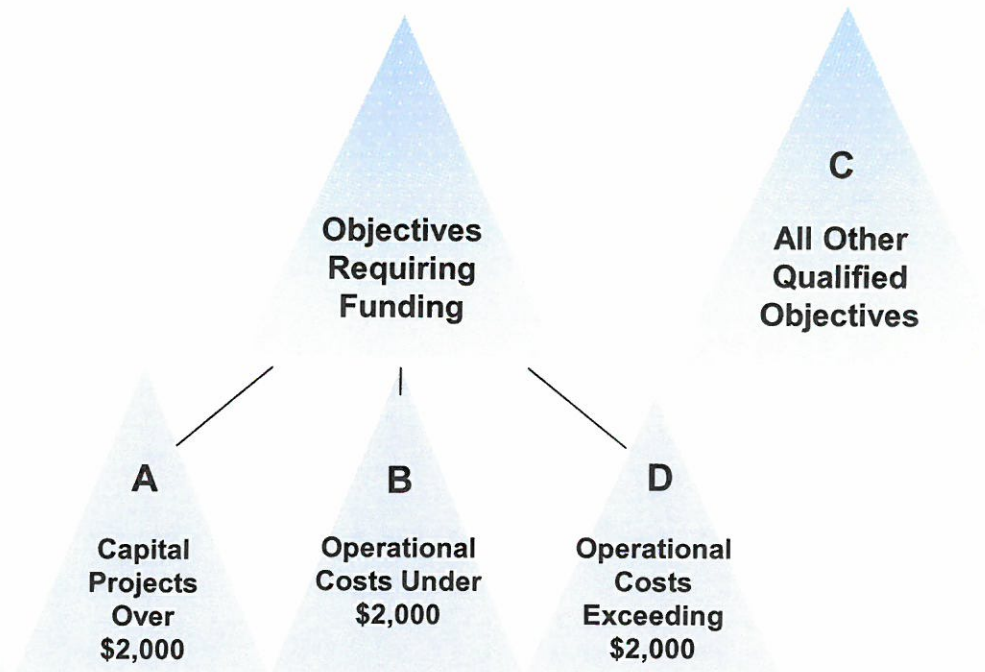 Objectives
Requiring
Funding
C
All Other
Qualified
Objectives
A
Capital
Projects
Over
$2,000
B
Operational
Costs Under
$2,000
D
Operational
Costs
Exceeding
$2,000